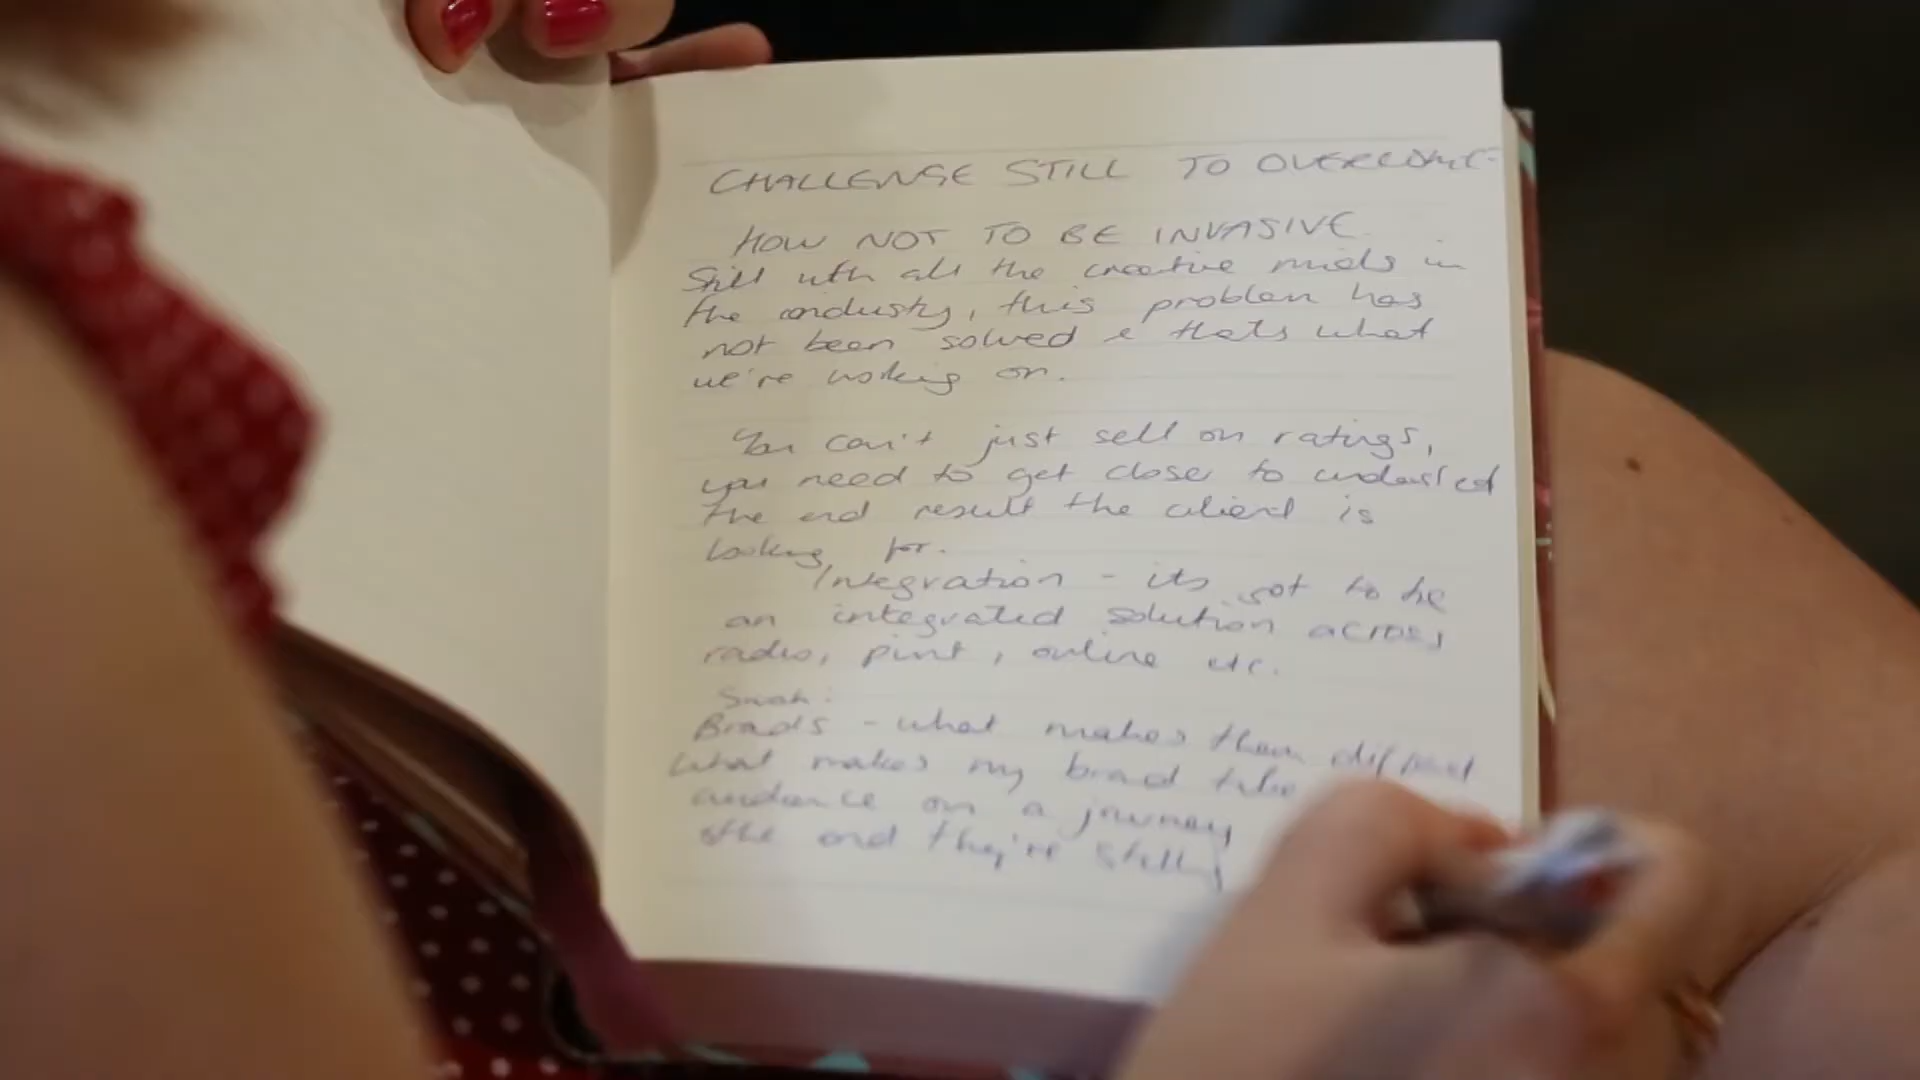 CHALLENGE STILL TO OVERCOME
HOW NOT TO BE INVASIVE
Still with all the creative minds in
the industry, this problem has
not been solved & thats what
we're working on.
You can't just sell on ratings,
you need to get closer to understand
the end result the client is
looking for.
Integration - its got to be
an integrated solution across
radio, print, online etc.
Sarah:
Brands - what makes them different
what makes my brand take
audience on a journey
the end they're still